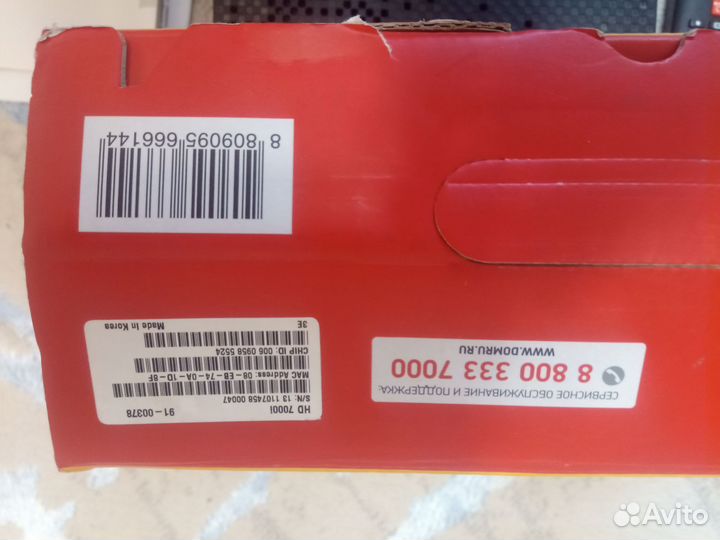 HD 7000i
91-00378
S/N: 13 1107458 00047
MAC Address: 08-EB-74-0A-1D-8F
CHIP ID: 006 0958 5524
Made in Korea
3E
СЕРВИСНОЕ ОБСЛУЖИВАНИЕ И ПОДДЕРЖКА:
8 800 333 7000
WWW.DOMRU.RU
8 809095 666144
Avito